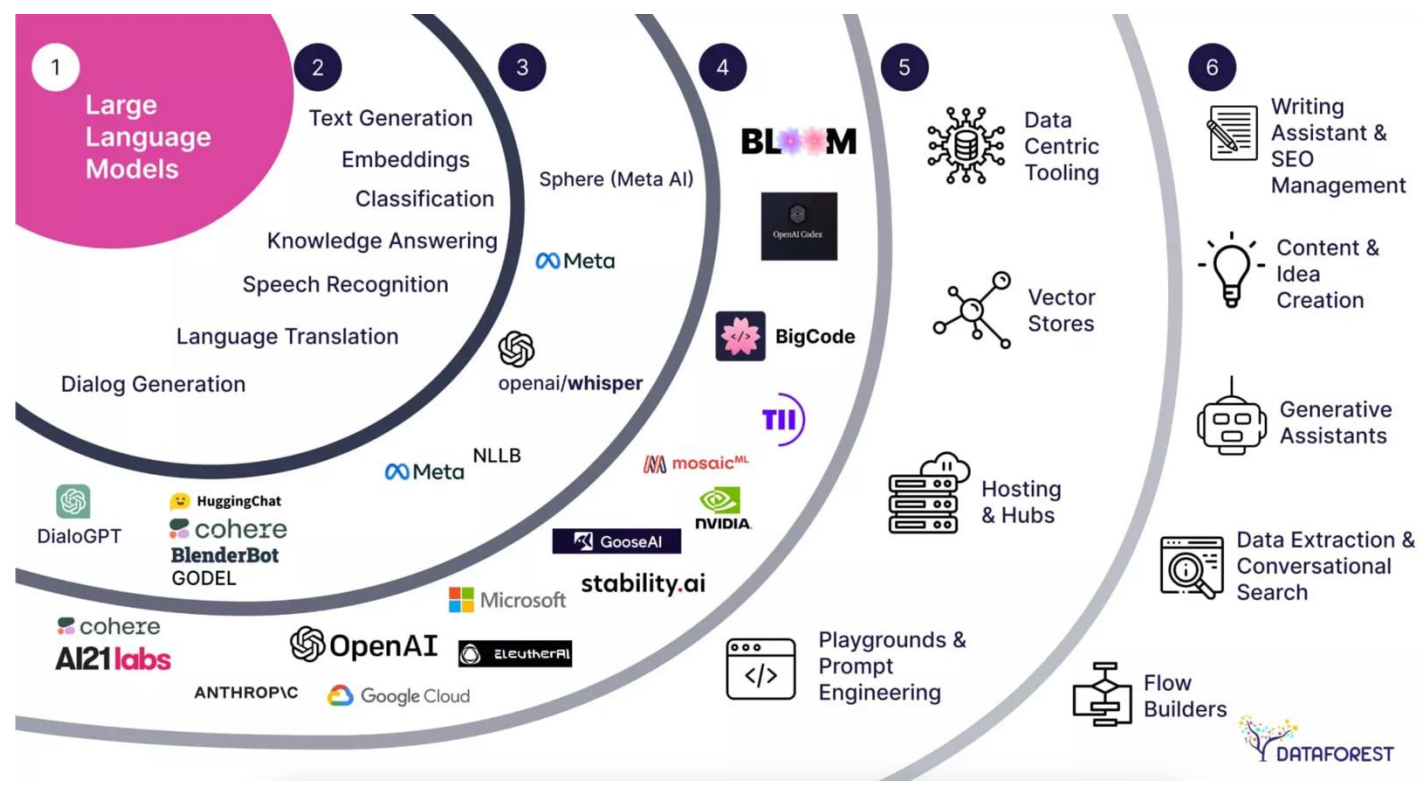 1
Large
Language
Models
2
Text Generation
Embeddings
Classification
Knowledge Answering
Speech Recognition
Language Translation
Dialog Generation
3
Sphere (Meta AI)
Meta
openai/whisper
Meta
NLLB
DialoGPT
HuggingChat
cohere
BlenderBot
GODEL
4
BLOOM
OpenAI Codex
</>
BigCode
TII
mosaicML
NVIDIA.
GooseAI
stability.ai
Microsoft
EleutherAI
OpenAI
cohere
AI21labs
ANTHROP\C
Google Cloud
5
Data
Centric
Tooling
Vector
Stores
Hosting
& Hubs
</>
Playgrounds &
Prompt
Engineering
6
Writing
Assistant &
SEO
Management
Content &
Idea
Creation
Generative
Assistants
Data Extraction &
Conversational
Search
Flow
Builders
DATAFOREST